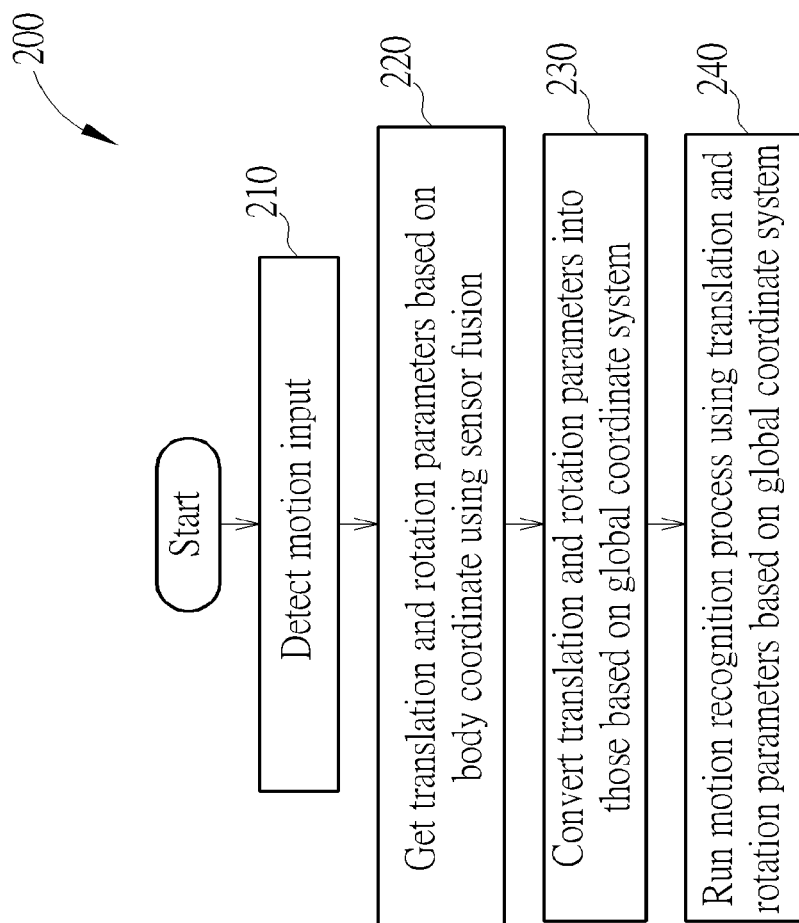 200
Start
210
Detect motion input
220
Get translation and rotation parameters based on
body coordinate using sensor fusion
230
Convert translation and rotation parameters into
those based on global coordinate system
240
Run motion recognition process using translation and
rotation parameters based on global coordinate system